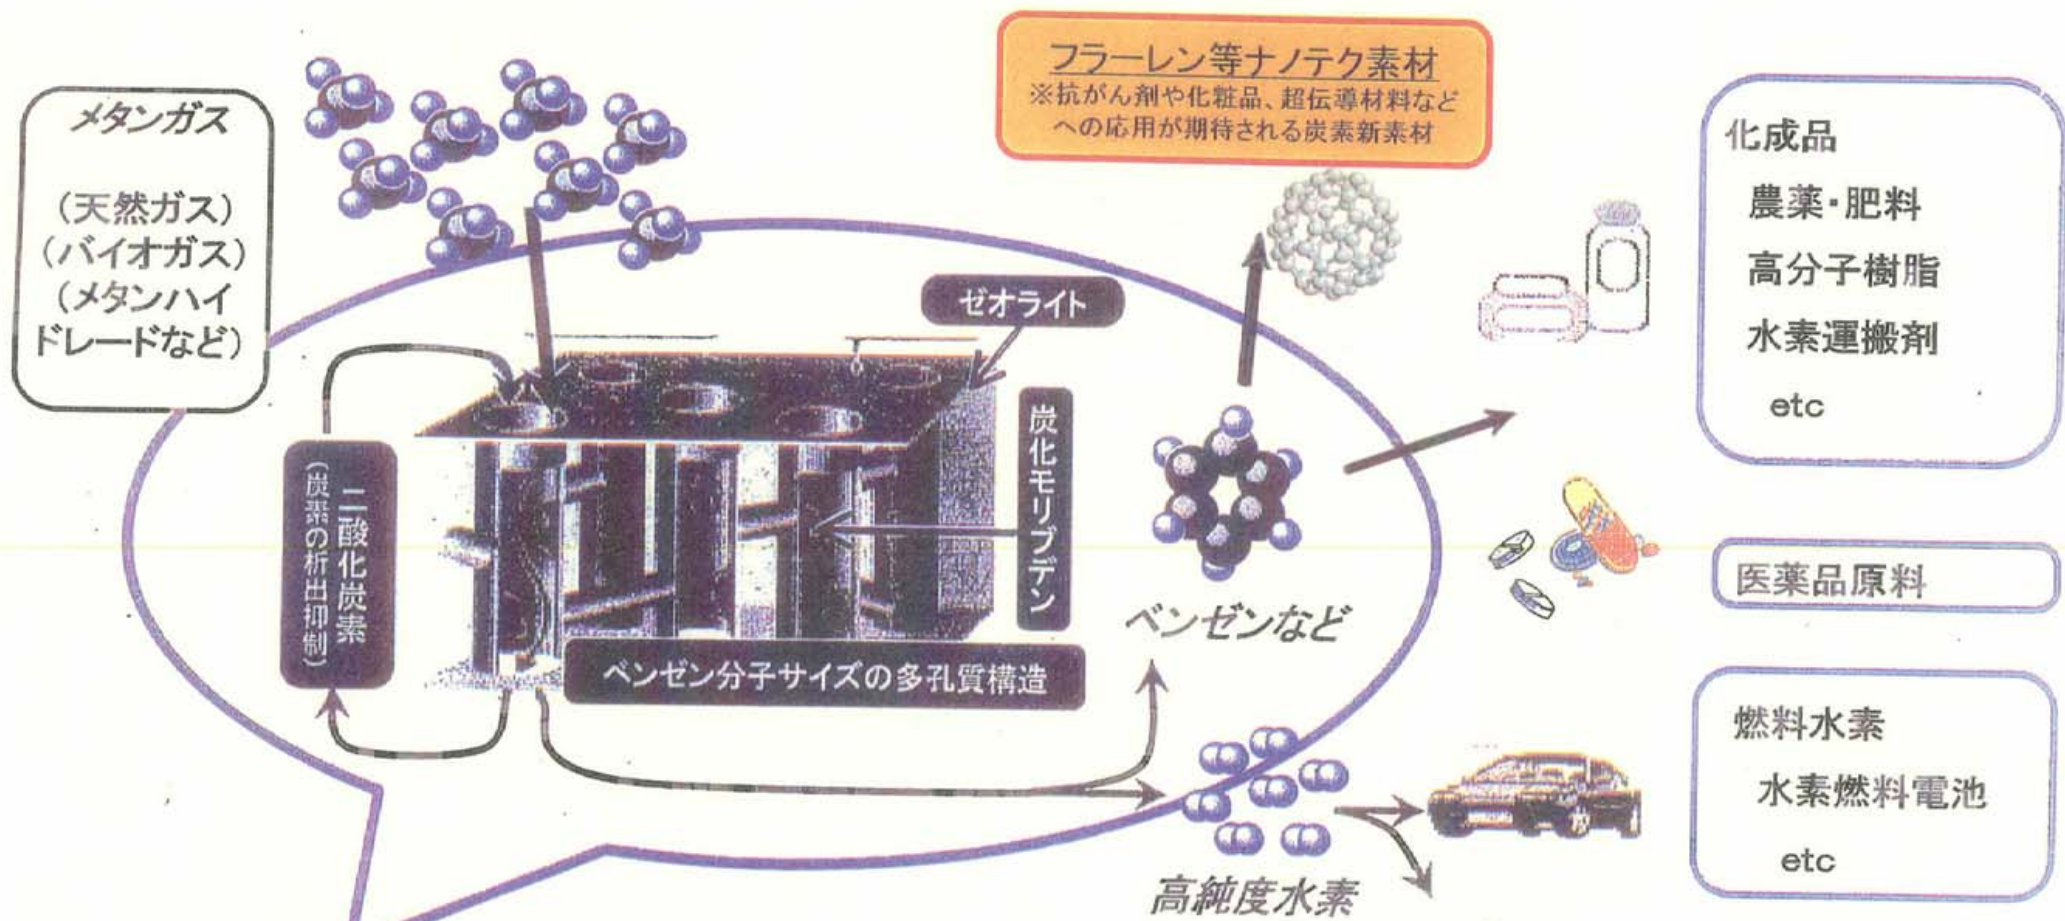 メタンガス
(天然ガス)
(バイオガス)
(メタンハイ
ドレードなど)
フラーレン等ナノテク素材
※抗がん剤や化粧品、超伝導材料など
への応用が期待される炭素新素材
ゼオライト
炭化モリブデン
二酸化炭素
(炭素の析出抑制)
ベンゼン分子サイズの多孔質構造
ベンゼンなど
高純度水素
化成品
農薬・肥料
高分子樹脂
水素運搬剤
etc
医薬品原料
燃料水素
水素燃料電池
etc